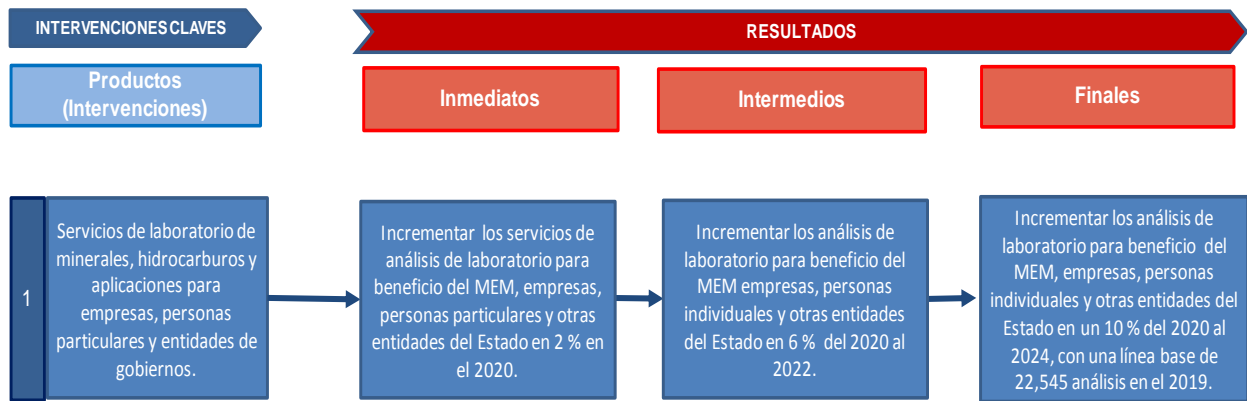 INTERVENCIONES CLAVES
RESULTADOS
Productos
(Intervenciones)
Inmediatos
Intermedios
Finales
1
Servicios de laboratorio de
minerales, hidrocarburos y
aplicaciones para
empresas, personas
particulares y entidades de
gobiernos.
Incrementar los servicios de
análisis de laboratorio para
beneficio del MEM, empresas,
personas particulares y otras
entidades del Estado en 2 % en
el 2020.
Incrementar los análisis de
laboratorio para beneficio del
MEM empresas, personas
individuales y otras entidades
del Estado en 6 % del 2020 al
2022.
Incrementar los análisis de
laboratorio para beneficio del
MEM, empresas, personas
individuales y otras entidades del
Estado en un 10 % del 2020 al
2024, con una línea base de
22,545 análisis en el 2019.